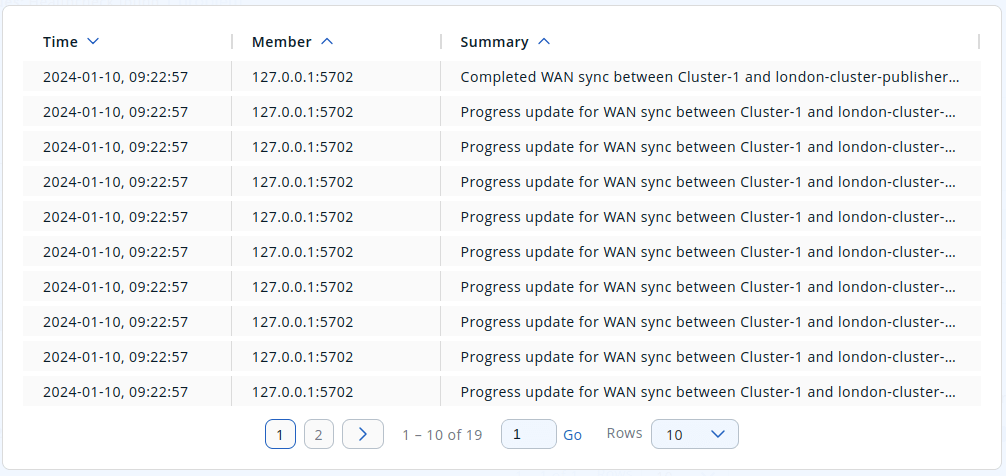 Time Member Summary
2024-01-10, 09:22:57 127.0.0.1:5702 Completed WAN sync between Cluster-1 and london-cluster-publisher...
2024-01-10, 09:22:57 127.0.0.1:5702 Progress update for WAN sync between Cluster-1 and london-cluster-...
2024-01-10, 09:22:57 127.0.0.1:5702 Progress update for WAN sync between Cluster-1 and london-cluster-...
2024-01-10, 09:22:57 127.0.0.1:5702 Progress update for WAN sync between Cluster-1 and london-cluster-...
2024-01-10, 09:22:57 127.0.0.1:5702 Progress update for WAN sync between Cluster-1 and london-cluster-...
2024-01-10, 09:22:57 127.0.0.1:5702 Progress update for WAN sync between Cluster-1 and london-cluster-...
2024-01-10, 09:22:57 127.0.0.1:5702 Progress update for WAN sync between Cluster-1 and london-cluster-...
2024-01-10, 09:22:57 127.0.0.1:5702 Progress update for WAN sync between Cluster-1 and london-cluster-...
2024-01-10, 09:22:57 127.0.0.1:5702 Progress update for WAN sync between Cluster-1 and london-cluster-...
2024-01-10, 09:22:57 127.0.0.1:5702 Progress update for WAN sync between Cluster-1 and london-cluster-...
1 2 1 – 10 of 19 1 Go Rows 10